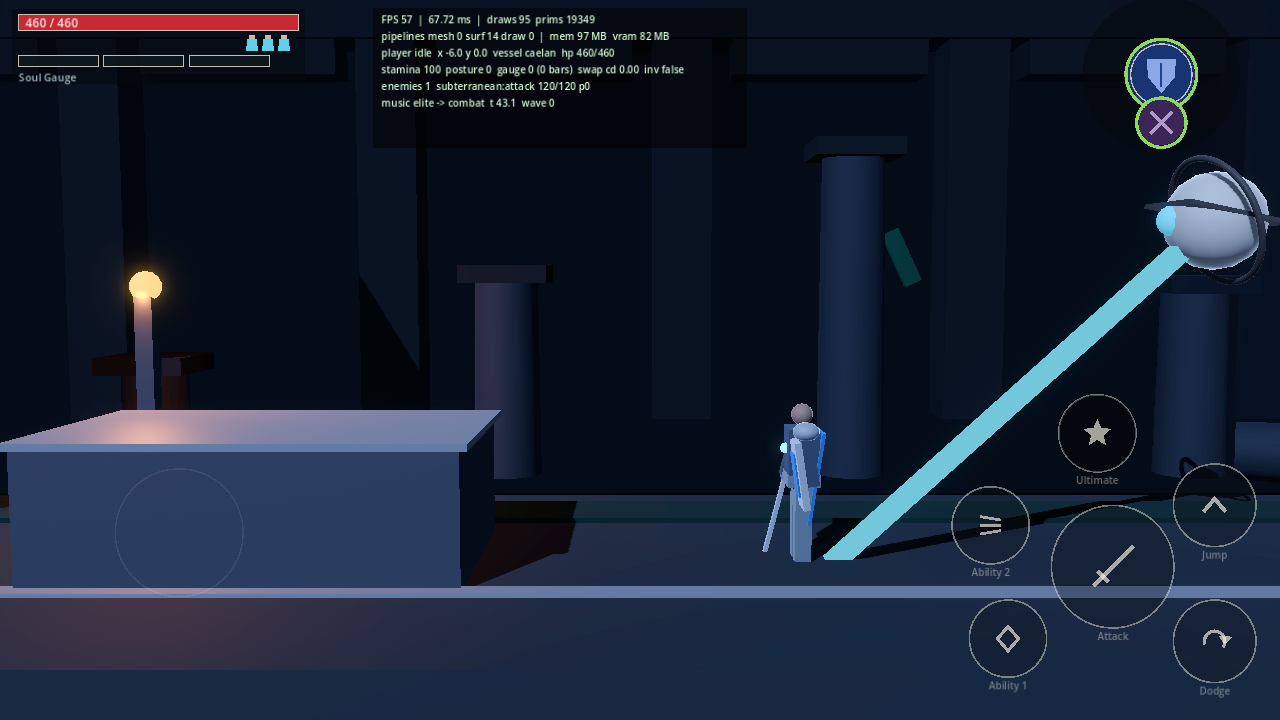 460 / 460
Soul Gauge
FPS 57 | 67.72 ms | draws 95 prims 19349
pipelines mesh 0 surf 14 draw 0 | mem 97 MB vram 82 MB
player idle x -6.0 y 0.0 vessel caelan hp 460/460
stamina 100 posture 0 gauge 0 (0 bars) swap cd 0.00 inv false
enemies 1 subterranean:attack 120/120 p0
music elite -> combat t 43.1 wave 0
Ultimate
Ability 2
Jump
Attack
Ability 1
Dodge